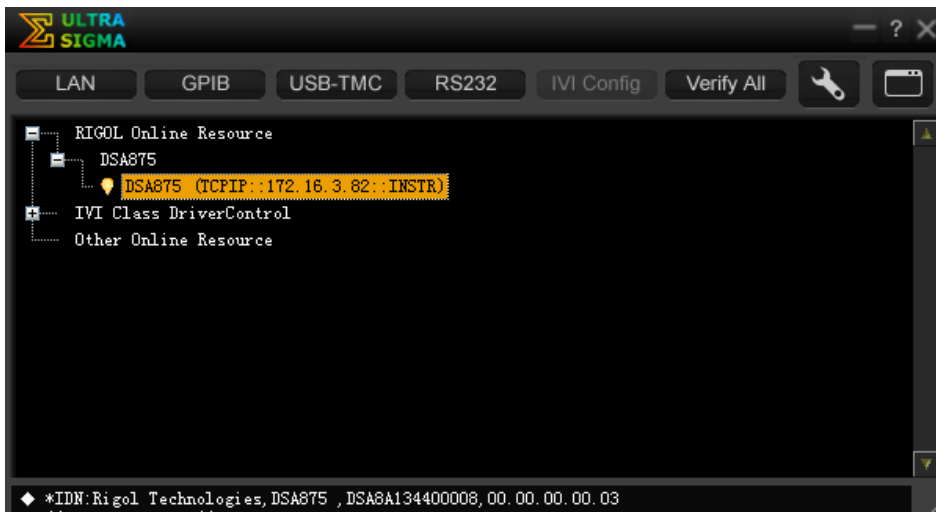 ULTRA
SIGMA
?
LAN GPIB USB-TMC RS232 IVI Config Verify All
RIGOL Online Resource
DSA875
DSA875 (TCPIP::172.16.3.82::INSTR)
IVI Class DriverControl
Other Online Resource
*IDN:Rigol Technologies,DSA875 ,DSA8A134400008,00.00.00.00.03